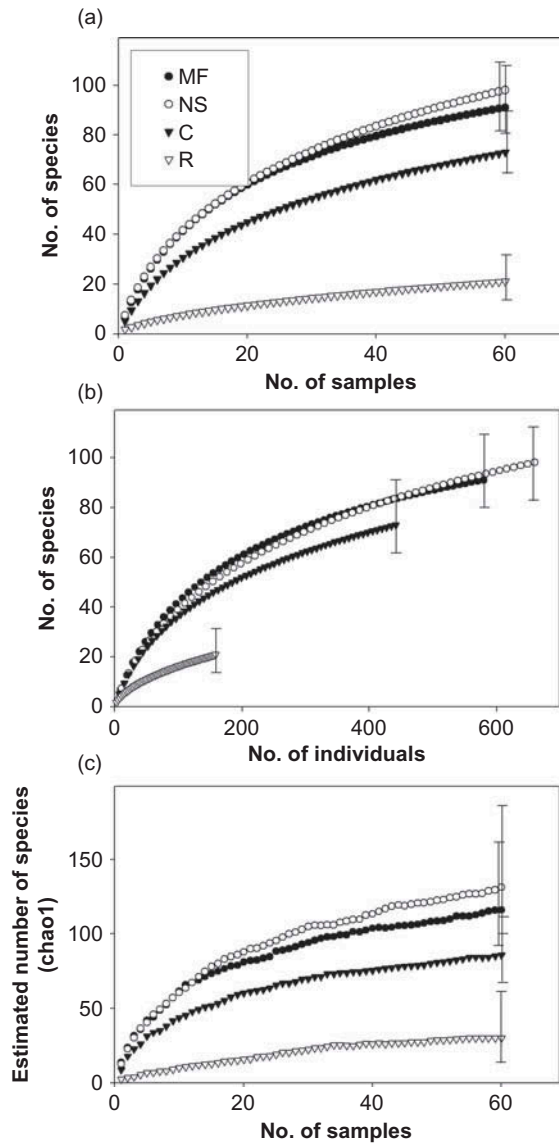 (a)
100
80
60
40
20
0
No. of species
MF
NS
C
R
0 20 40 60
No. of samples
(b)
100
80
60
40
20
0
No. of species
200 400 600
No. of individuals
(c)
150
100
50
0
Estimated number of species
(chao1)
0 20 40 60
No. of samples